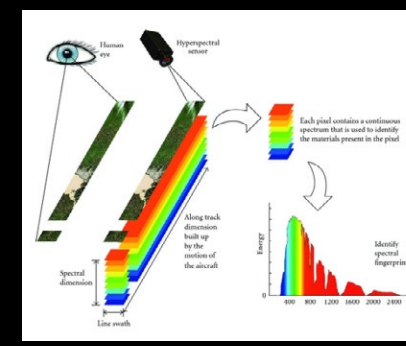 Human
eye
Hyperspectral
sensor
Each pixel contains a continuous
spectrum that is used to identify
the materials present in the pixel
Along track
dimension
built up
by the
motion of
the aircraft
Spectral
dimension
Line swath
Energy
Identify
spectral
fingerprin
0
400 800 1200 1600 2000 2400